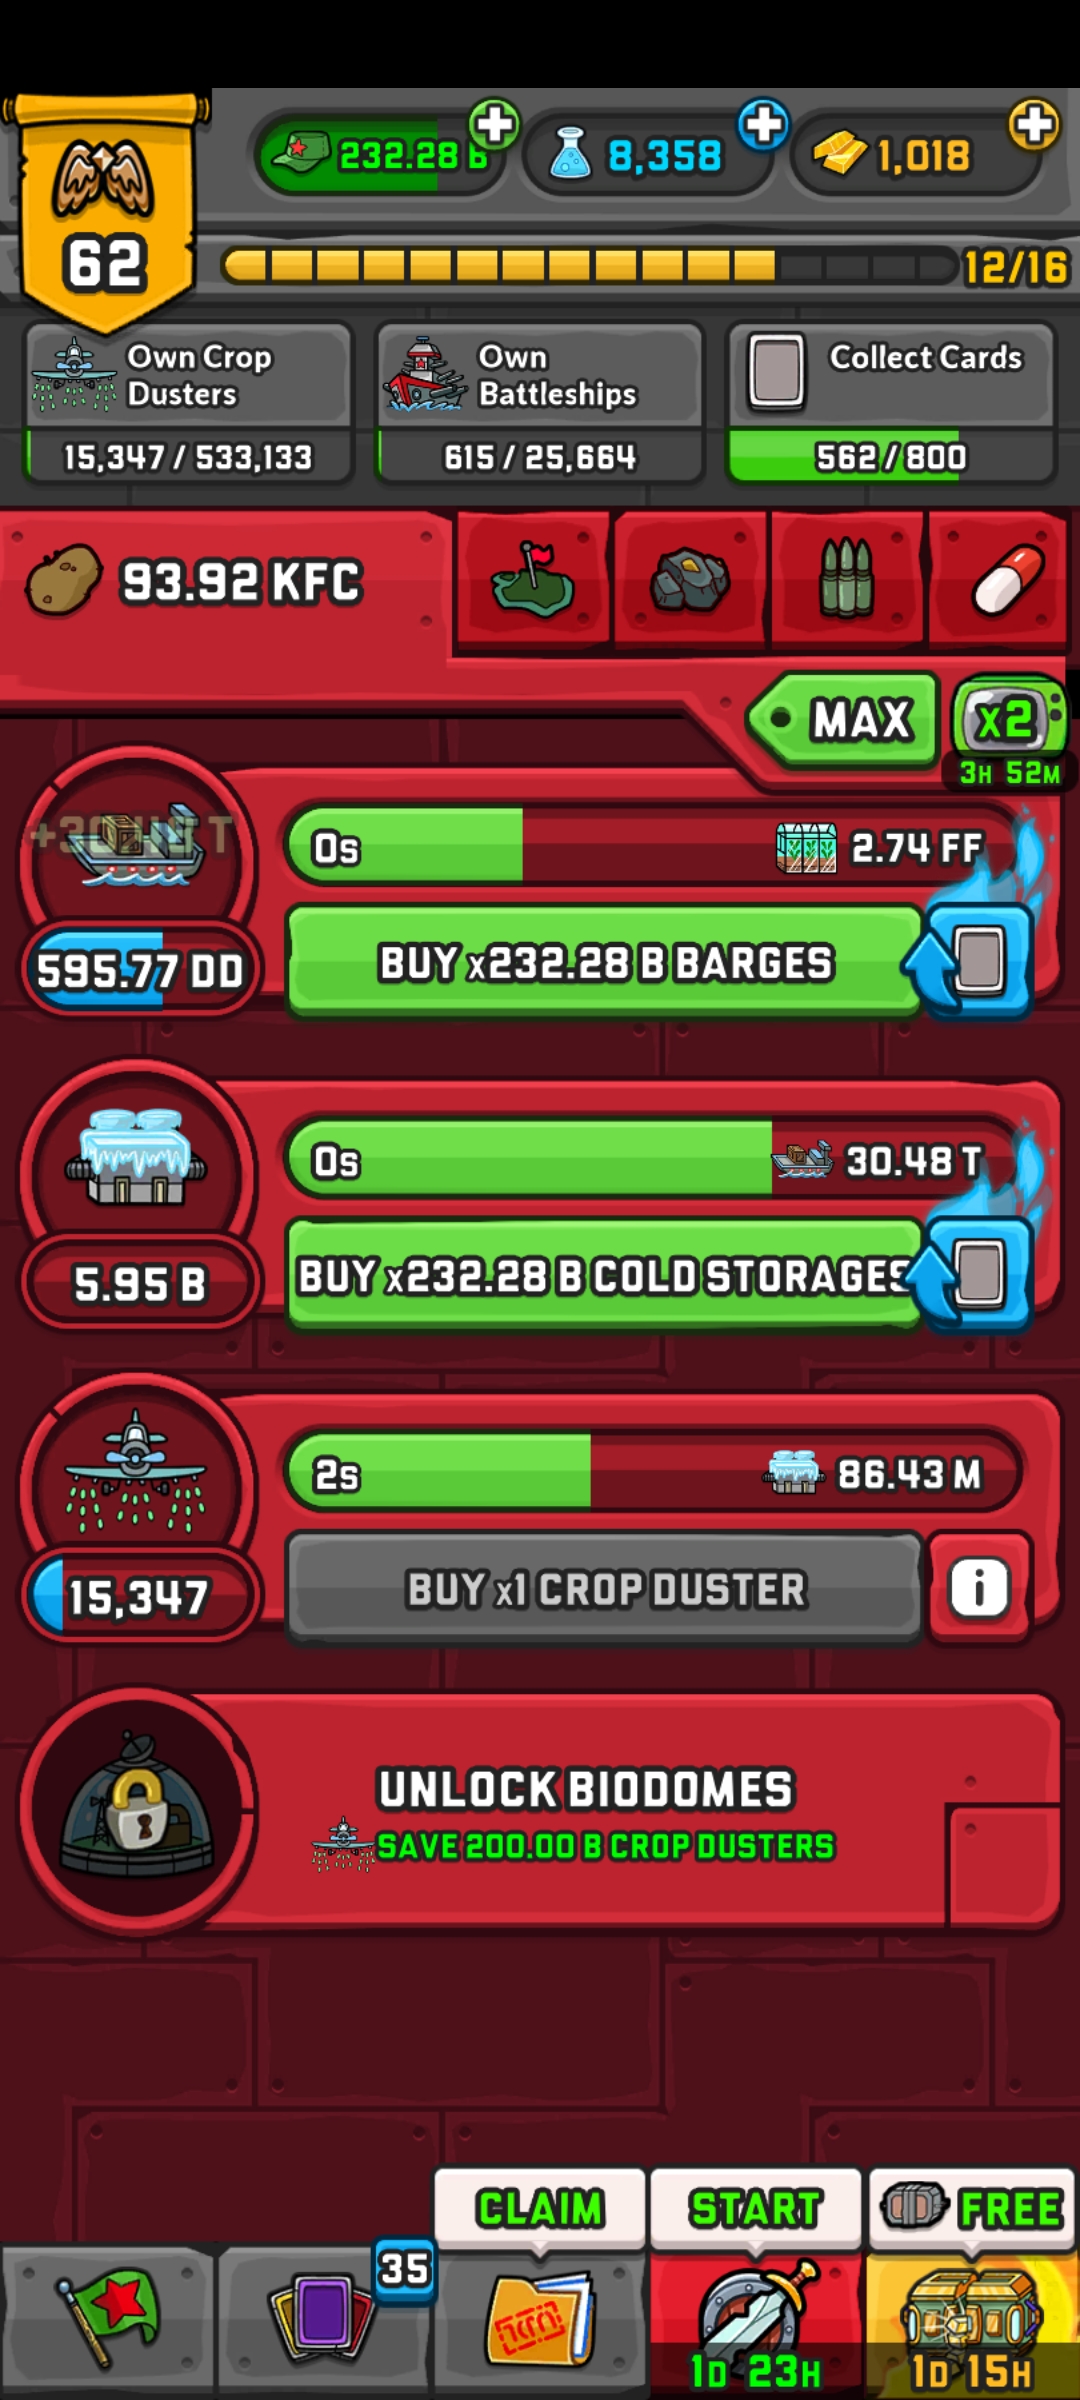 232.28 B
8,358
1,018
62
12/16
Own Crop Dusters
15,347 / 533,133
Own Battleships
615 / 25,664
Collect Cards
562 / 800
93.92 KFC
MAX
x2
3H 52M
0s
2.74 FF
595.77 DD
BUY x232.28 B BARGES
0s
30.48 T
5.95 B
BUY x232.28 B COLD STORAGES
2s
86.43 M
15,347
BUY x1 CROP DUSTER
i
UNLOCK BIODOMES
SAVE 200.00 B CROP DUSTERS
CLAIM
START
FREE
35
1D 23H
1D 15H